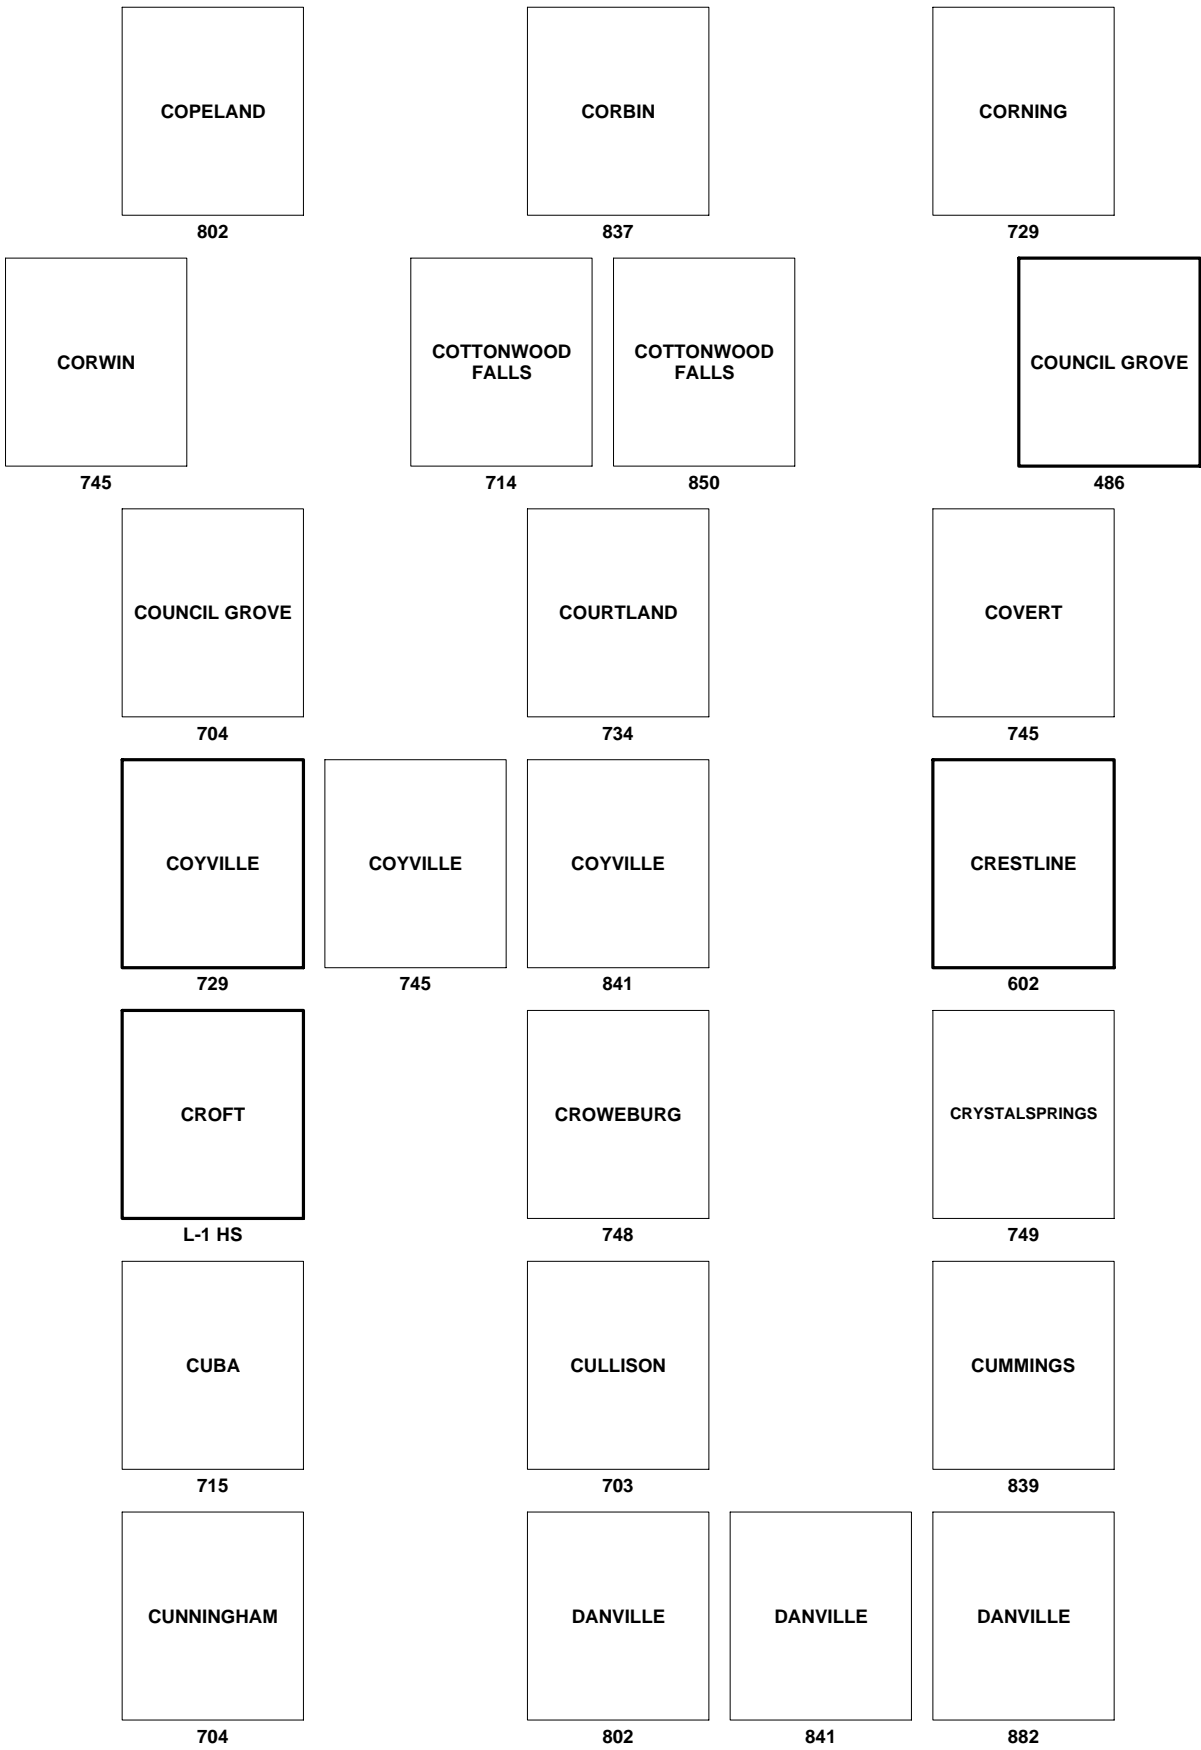 COPELAND
CORBIN
CORNING
802
837
729
CORWIN
COTTONWOOD
FALLS
COTTONWOOD
FALLS
COUNCIL GROVE
745
714
850
486
COUNCIL GROVE
COURTLAND
COVERT
704
734
745
COYVILLE
COYVILLE
COYVILLE
CRESTLINE
729
745
841
602
CROFT
CROWEBURG
CRYSTALSPRINGS
L-1 HS
748
749
CUBA
CULLISON
CUMMINGS
715
703
839
CUNNINGHAM
DANVILLE
DANVILLE
DANVILLE
704
802
841
882